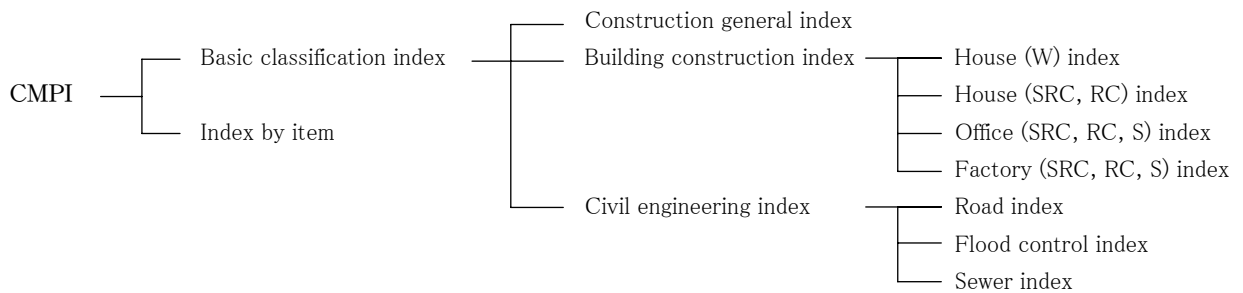 Construction general index
Basic classification index
Building construction index
House (W) index
CMPI
House (SRC, RC) index
Index by item
Office (SRC, RC, S) index
Factory (SRC, RC, S) index
Civil engineering index
Road index
Flood control index
Sewer index